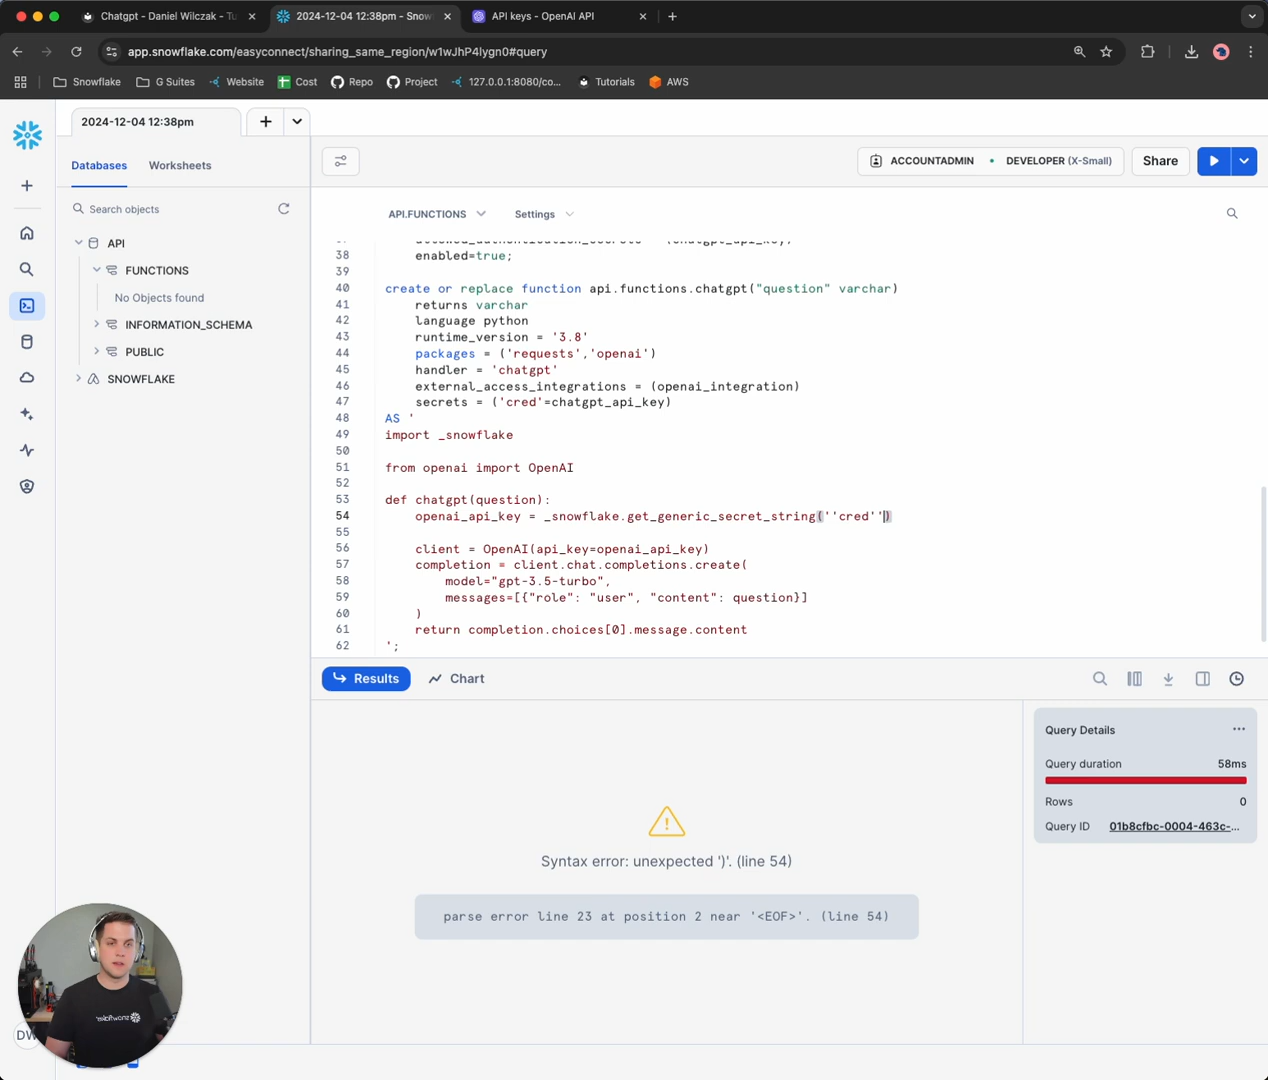 Chatgpt - Daniel Wilczak - Tu
2024-12-04 12:38pm - Snow
API keys - OpenAI API
app.snowflake.com/easyconnect/sharing_same_region/w1wJhP4lygn0#query
Snowflake
G Suites
Website
Cost
Repo
Project
127.0.0.1:8080/co...
Tutorials
AWS
2024-12-04 12:38pm
Databases
Worksheets
ACCOUNTADMIN
DEVELOPER (X-Small)
Share
Search objects
API.FUNCTIONS
Settings
API
FUNCTIONS
No Objects found
INFORMATION_SCHEMA
PUBLIC
SNOWFLAKE
38 enabled=true;
39
40 create or replace function api.functions.chatgpt("question" varchar)
41 returns varchar
42 language python
43 runtime_version = '3.8'
44 packages = ('requests','openai')
45 handler = 'chatgpt'
46 external_access_integrations = (openai_integration)
47 secrets = ('cred'=chatgpt_api_key)
48 AS '
49 import _snowflake
50
51 from openai import OpenAI
52
53 def chatgpt(question):
54 openai_api_key = _snowflake.get_generic_secret_string(''cred'')
55
56 client = OpenAI(api_key=openai_api_key)
57 completion = client.chat.completions.create(
58 model="gpt-3.5-turbo",
59 messages=[{"role": "user", "content": question}]
60 )
61 return completion.choices[0].message.content
62 ';
Results
Chart
Query Details
...
Query duration 58ms
Rows 0
Query ID 01b8cfbc-0004-463c-...
Syntax error: unexpected ')'. (line 54)
parse error line 23 at position 2 near '<EOF>'. (line 54)
DW